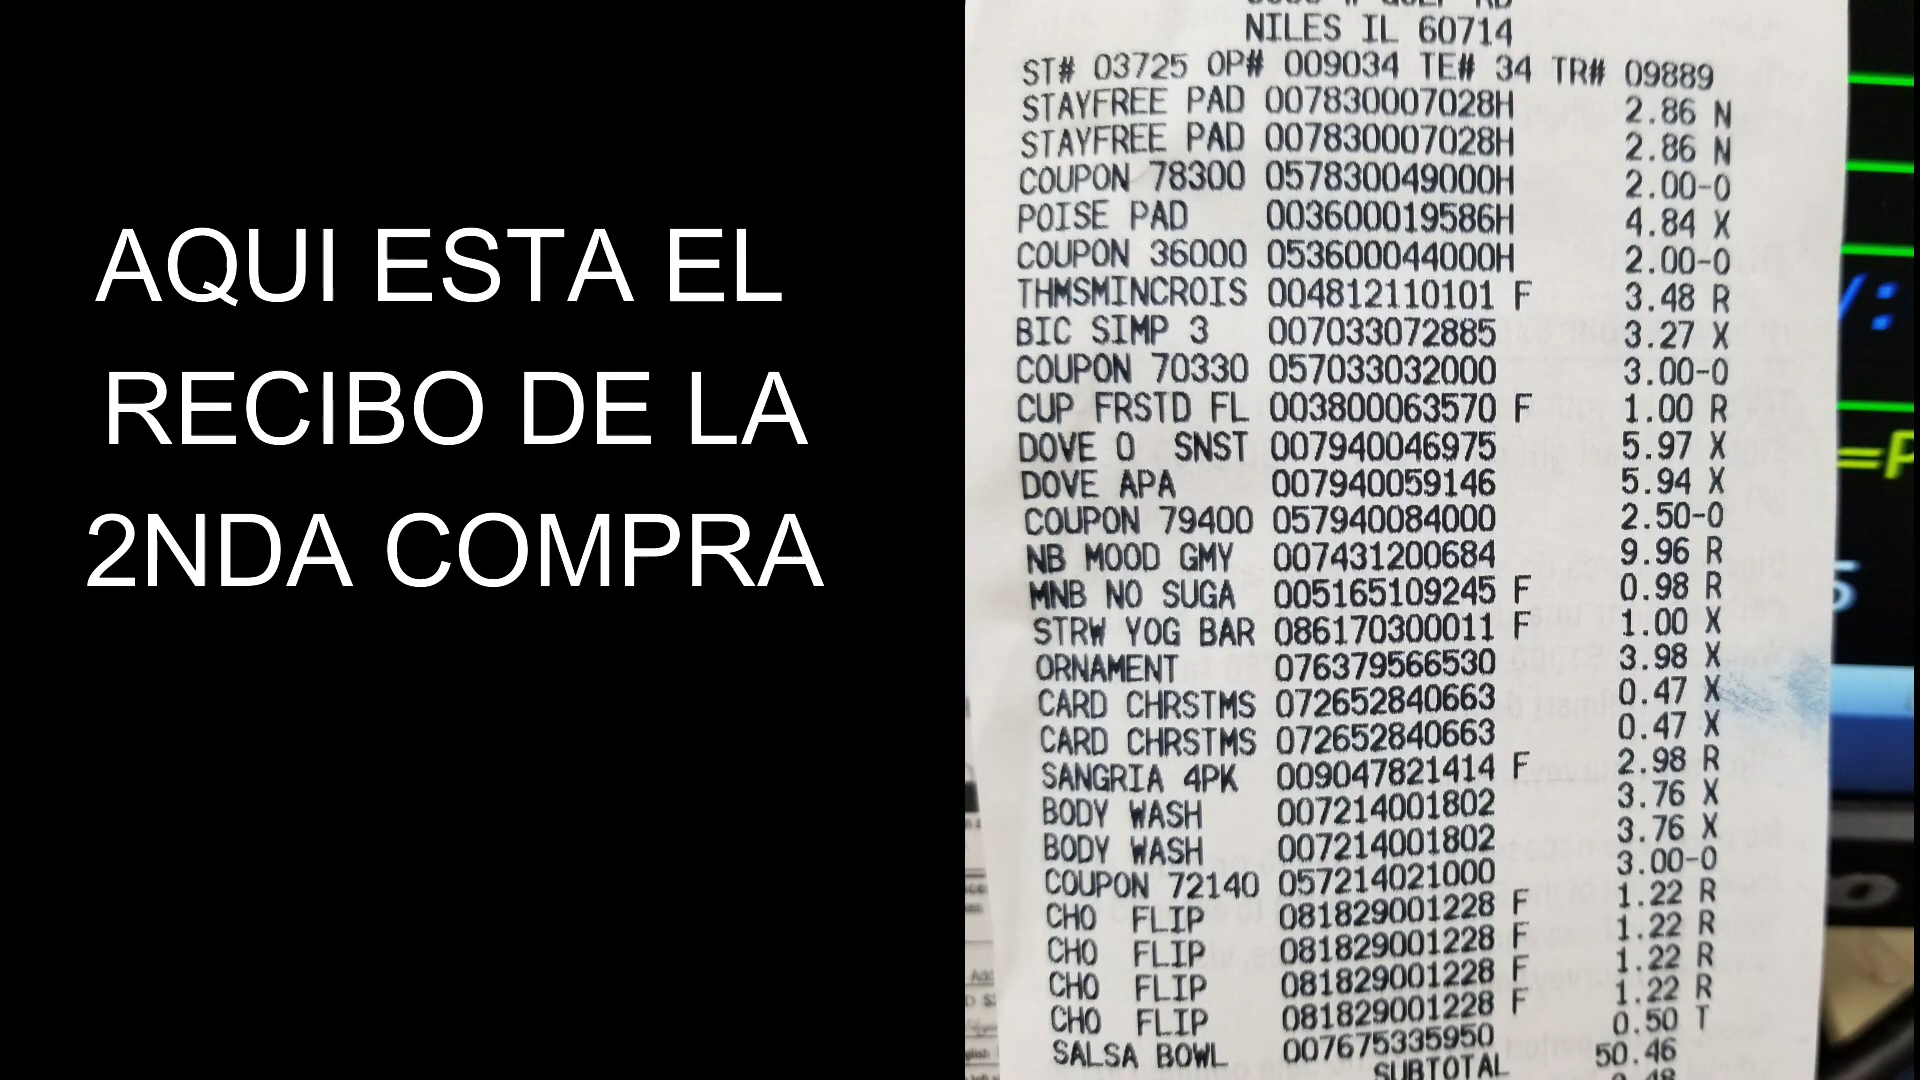 AQUI ESTA EL
RECIBO DE LA
2NDA COMPRA
NILES IL 60714
ST# 03725 OP# 009034 TE# 34 TR# 09889
STAYFREE PAD 007830007028H 2.86 N
STAYFREE PAD 007830007028H 2.86 N
COUPON 78300 057830049000H 2.00-O
POISE PAD 003600019586H 4.84 X
COUPON 36000 053600044000H 2.00-O
THMSMINCROIS 004812110101 F 3.48 R
BIC SIMP 3 007033072885 3.27 X
COUPON 70330 057033032000 3.00-O
CUP FRSTD FL 003800063570 F 1.00 R
DOVE O SNST 007940046975 5.97 X
DOVE APA 007940059146 5.94 X
COUPON 79400 057940084000 2.50-O
NB MOOD GMY 007431200684 9.96 R
MNB NO SUGA 005165109245 F 0.98 R
STRW YOG BAR 086170300011 F 1.00 X
ORNAMENT 076379566530 3.98 X
CARD CHRSTMS 072652840663 0.47 X
CARD CHRSTMS 072652840663 0.47 X
SANGRIA 4PK 009047821414 F 2.98 R
BODY WASH 007214001802 3.76 X
BODY WASH 007214001802 3.76 X
COUPON 72140 057214021000 3.00-O
CHO FLIP 081829001228 F 1.22 R
CHO FLIP 081829001228 F 1.22 R
CHO FLIP 081829001228 F 1.22 R
CHO FLIP 081829001228 F 1.22 R
SALSA BOWL 007675335950 0.50 T
SUBTOTAL 50.46